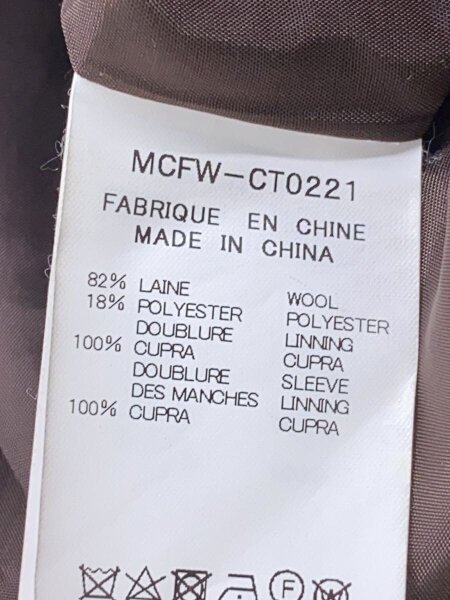 MCFW-CT0221
FABRIQUE EN CHINE
MADE IN CHINA
82% LAINE WOOL
18% POLYESTER POLYESTER
DOUBLURE LINNING
100% CUPRA CUPRA
DOUBLURE SLEEVE
DES MANCHES LINNING
100% CUPRA CUPRA
F